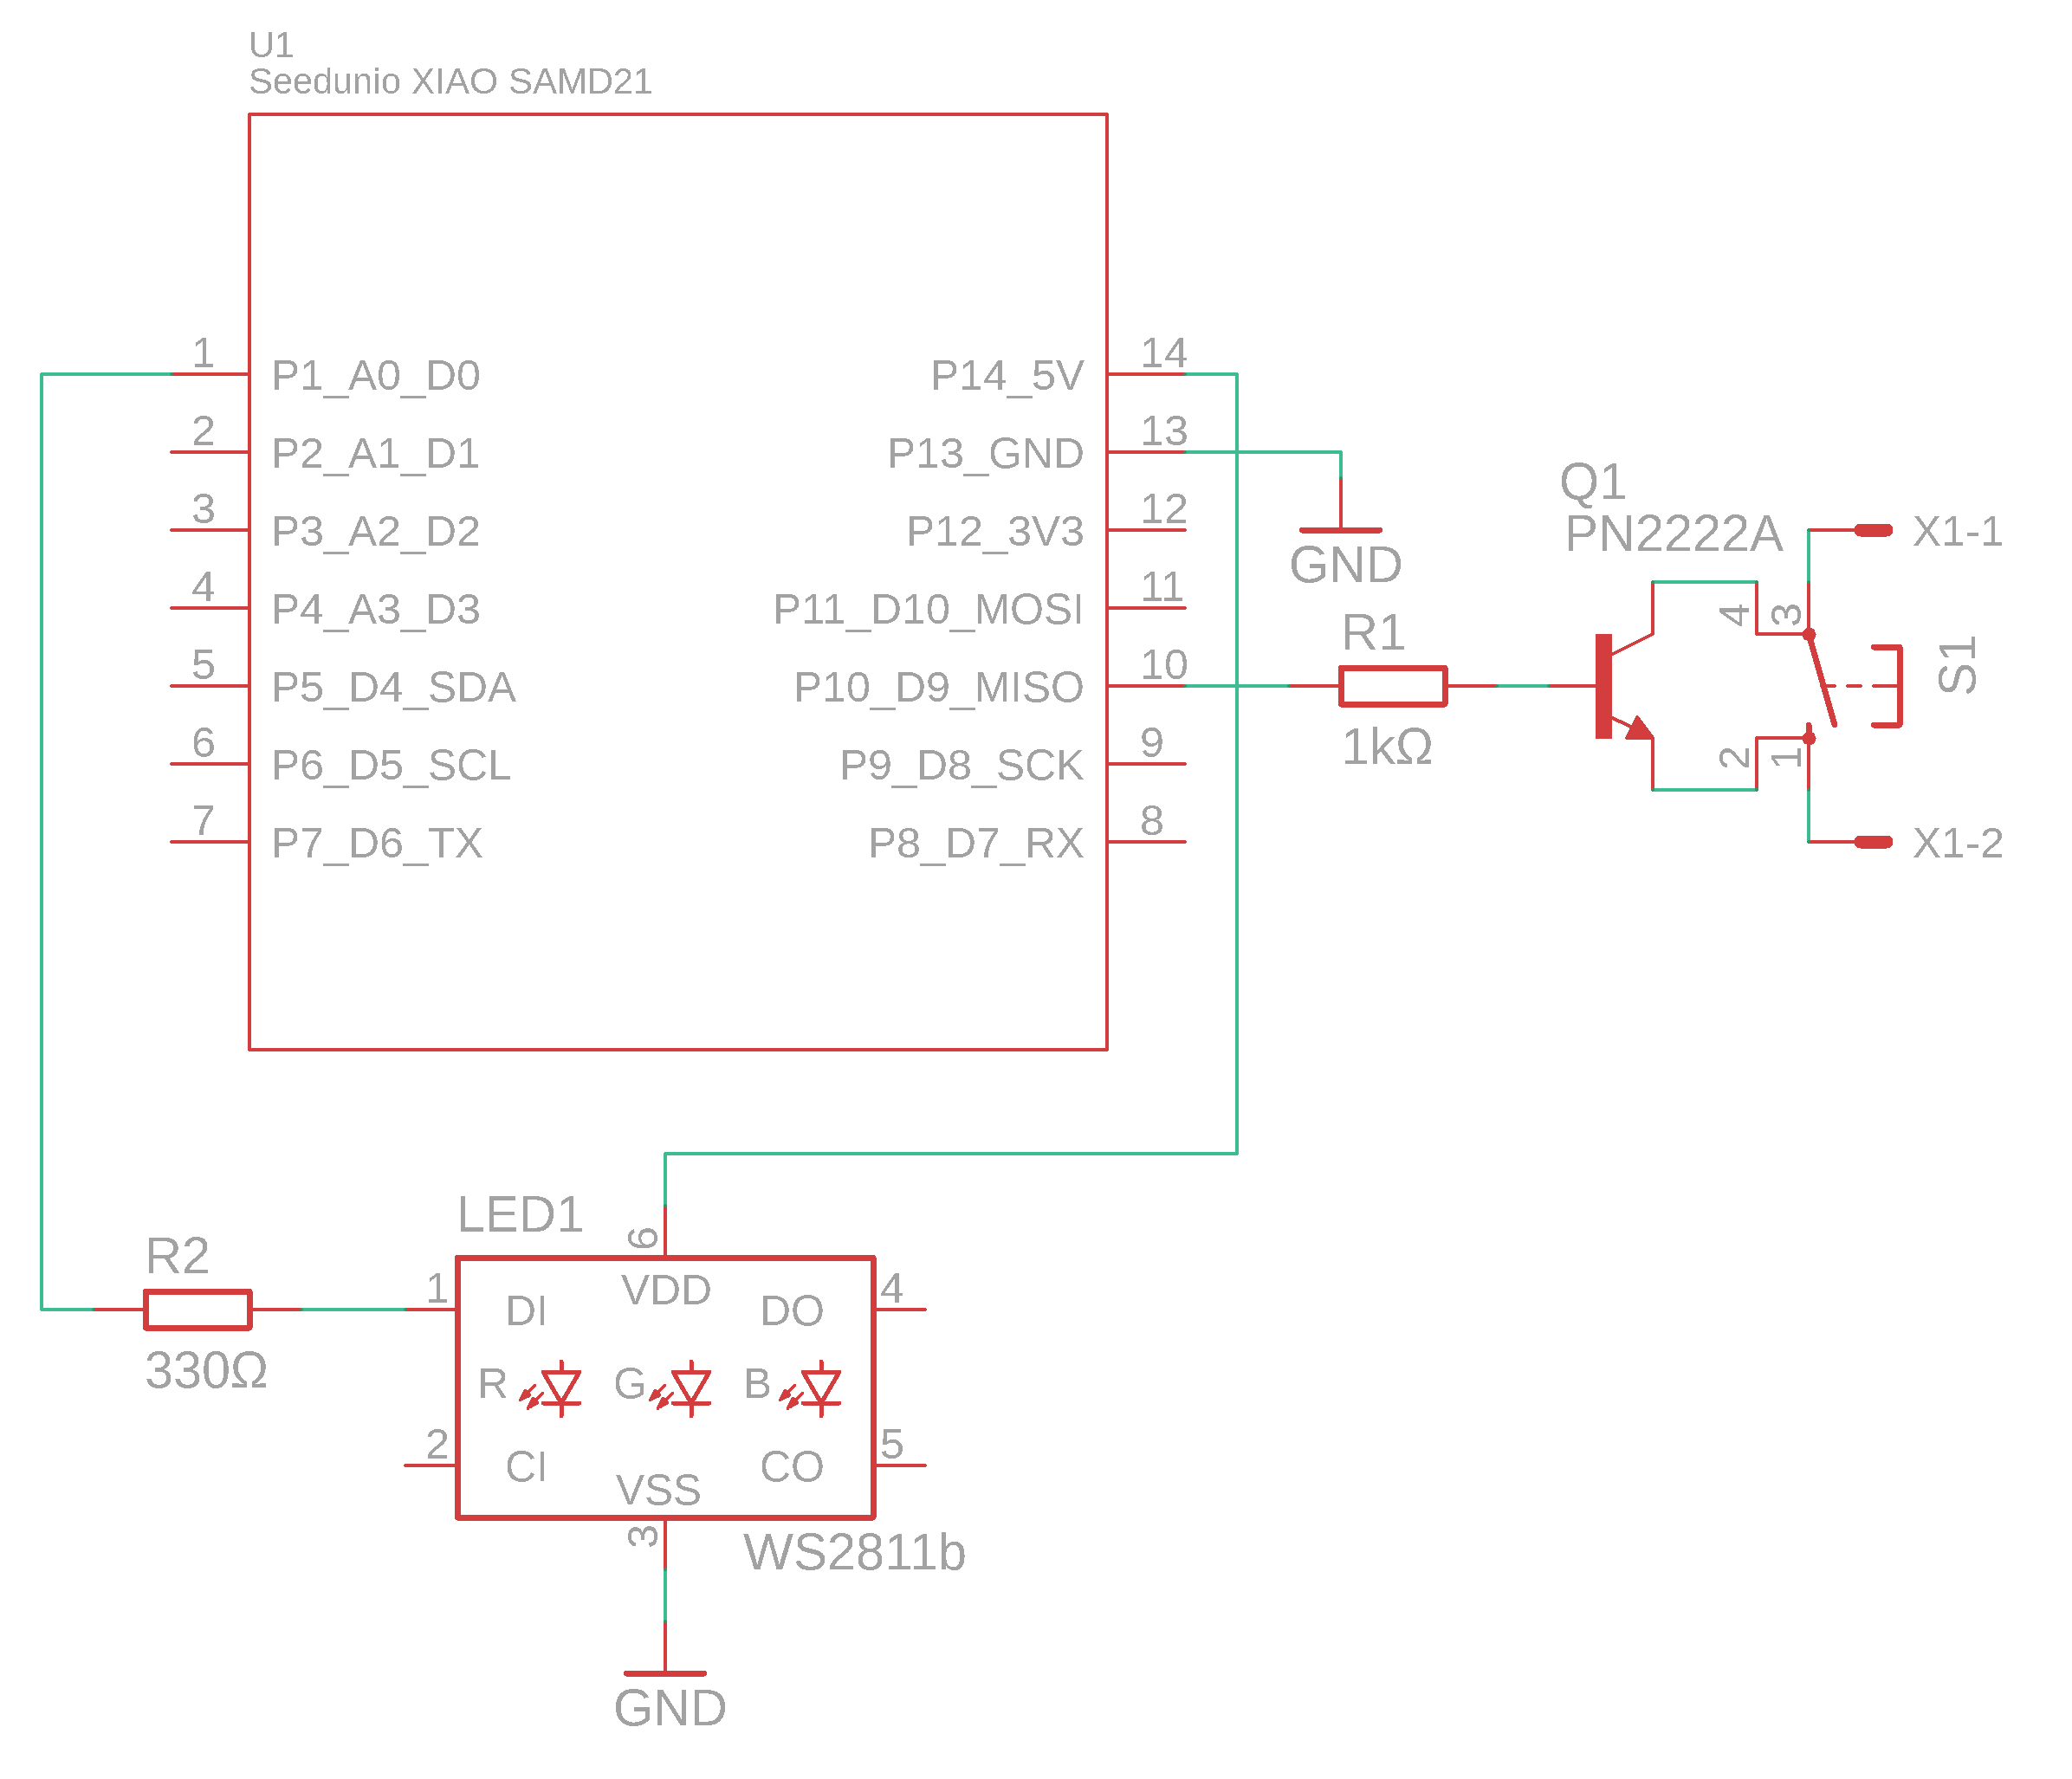 U1
Seedunio XIAO SAMD21
1
P1_A0_D0
P14_5V
14
2
P2_A1_D1
P13_GND
13
3
P3_A2_D2
P12_3V3
12
4
P4_A3_D3
P11_D10_MOSI
11
5
P5_D4_SDA
P10_D9_MISO
10
6
P6_D5_SCL
P9_D8_SCK
9
7
P7_D6_TX
P8_D7_RX
8
GND
R1
1kΩ
Q1
PN2222A
4
3
2
1
S1
X1-1
X1-2
R2
330Ω
LED1
6
1
DI
VDD
DO
4
R
G
B
2
CI
VSS
CO
5
3
WS2811b
GND